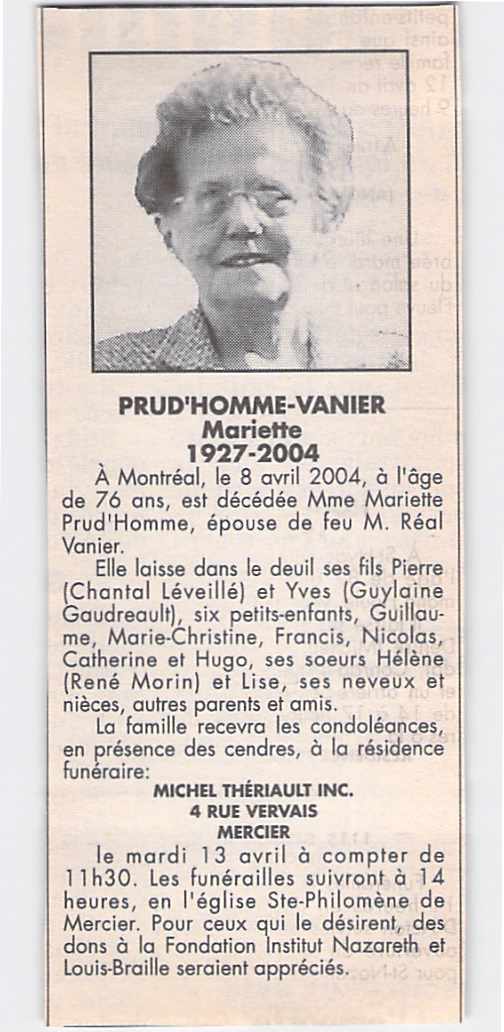 PRUD'HOMME-VANIER
Mariette
1927-2004
À Montréal, le 8 avril 2004, à l'âge
de 76 ans, est décédée Mme Mariette
Prud'Homme, épouse de feu M. Réal
Vanier.
Elle laisse dans le deuil ses fils Pierre
(Chantal Léveillé) et Yves (Guylaine
Gaudreault), six petits-enfants, Guillau-
me, Marie-Christine, Francis, Nicolas,
Catherine et Hugo, ses soeurs Hélène
(René Morin) et Lise, ses neveux et
nièces, autres parents et amis.
La famille recevra les condoléances,
en présence des cendres, à la résidence
funéraire:
MICHEL THÉRIAULT INC.
4 RUE VERVAIS
MERCIER
le mardi 13 avril à compter de
11h30. Les funérailles suivront à 14
heures, en l'église Ste-Philomène de
Mercier. Pour ceux qui le désirent, des
dons à la Fondation Institut Nazareth et
Louis-Braille seraient appréciés.